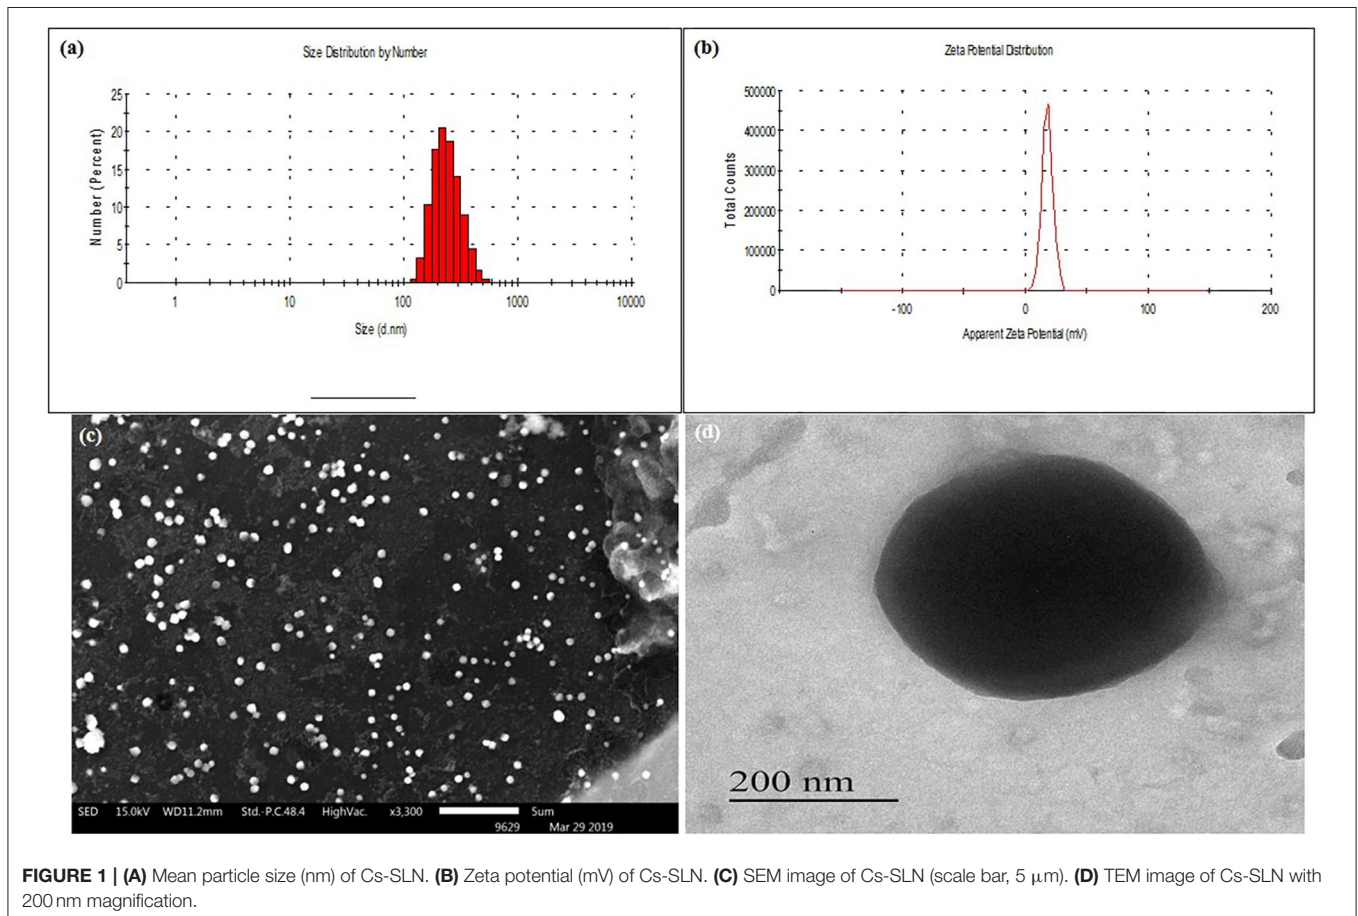 (a)
Size Distribution by Number
25
20
15
10
5
0
Number (Percent)
1 10 100 1000 10000
Size (d.nm)
(b)
Zeta Potential Distribution
500000
400000
300000
200000
100000
0
Total Counts
-100 0 100 200
Apparent Zeta Potential (mV)
(c)
SED 15.0kV WD11.2mm Std.-P.C.48.4 HighVac. x3,300 5um
9629 Mar 29 2019
(d)
200 nm
FIGURE 1 | (A) Mean particle size (nm) of Cs-SLN. (B) Zeta potential (mV) of Cs-SLN. (C) SEM image of Cs-SLN (scale bar, 5 μm). (D) TEM image of Cs-SLN with
200 nm magnification.